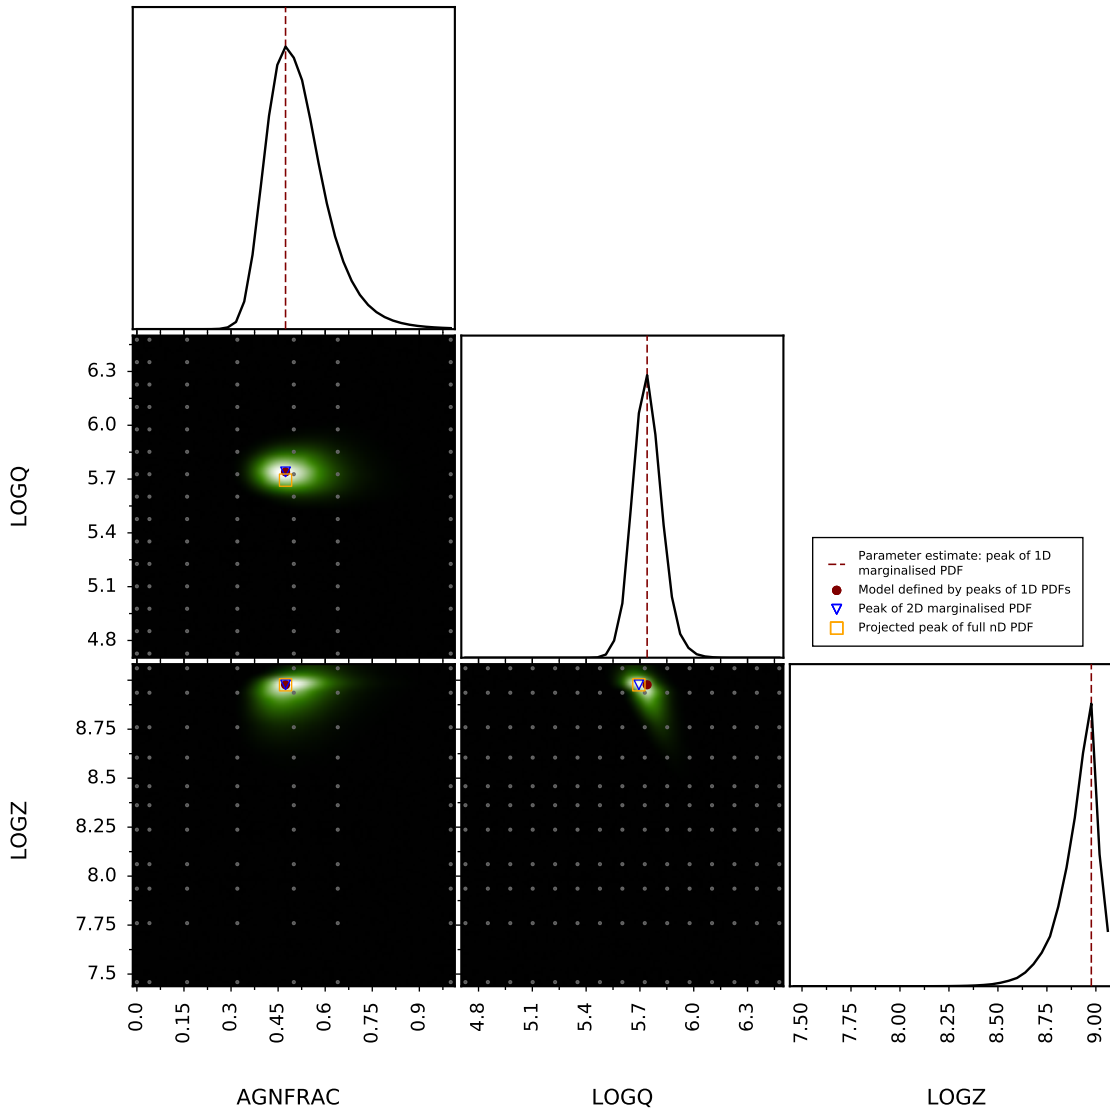 6.3
6.0
5.7
5.4
5.1
4.8
LOGQ
Parameter estimate: peak of 1D
marginalised PDF
Model defined by peaks of 1D PDFs
Peak of 2D marginalised PDF
Projected peak of full nD PDF
8.75
8.5
8.25
8.0
7.75
7.5
LOGZ
0.0 0.15 0.3 0.45 0.6 0.75 0.9
4.8 5.1 5.4 5.7 6.0 6.3
7.50 7.75 8.00 8.25 8.50 8.75 9.00
AGNFRAC
LOGQ
LOGZ